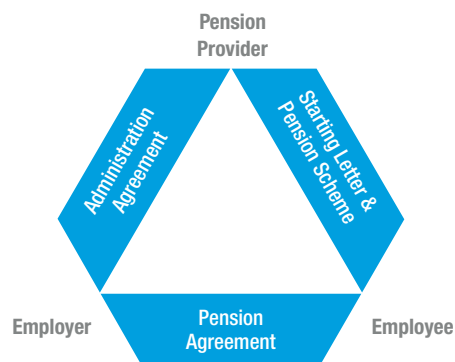 Pension
Provider
Administration
Agreement
Starting Letter &
Pension Scheme
Employer
Pension
Agreement
Employee